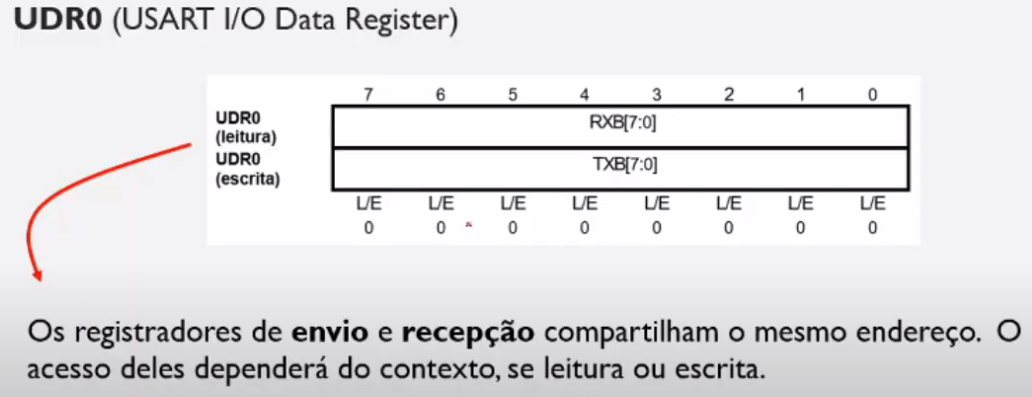 UDR0 (USART I/O Data Register)
7 6 5 4 3 2 1 0
UDR0
(leitura)
RXB[7:0]
UDR0
(escrita)
TXB[7:0]
L/E L/E L/E L/E L/E L/E L/E L/E
0 0 0 0 0 0 0 0
Os registradores de envio e recepção compartilham o mesmo endereço. O
acesso deles dependerá do contexto, se leitura ou escrita.